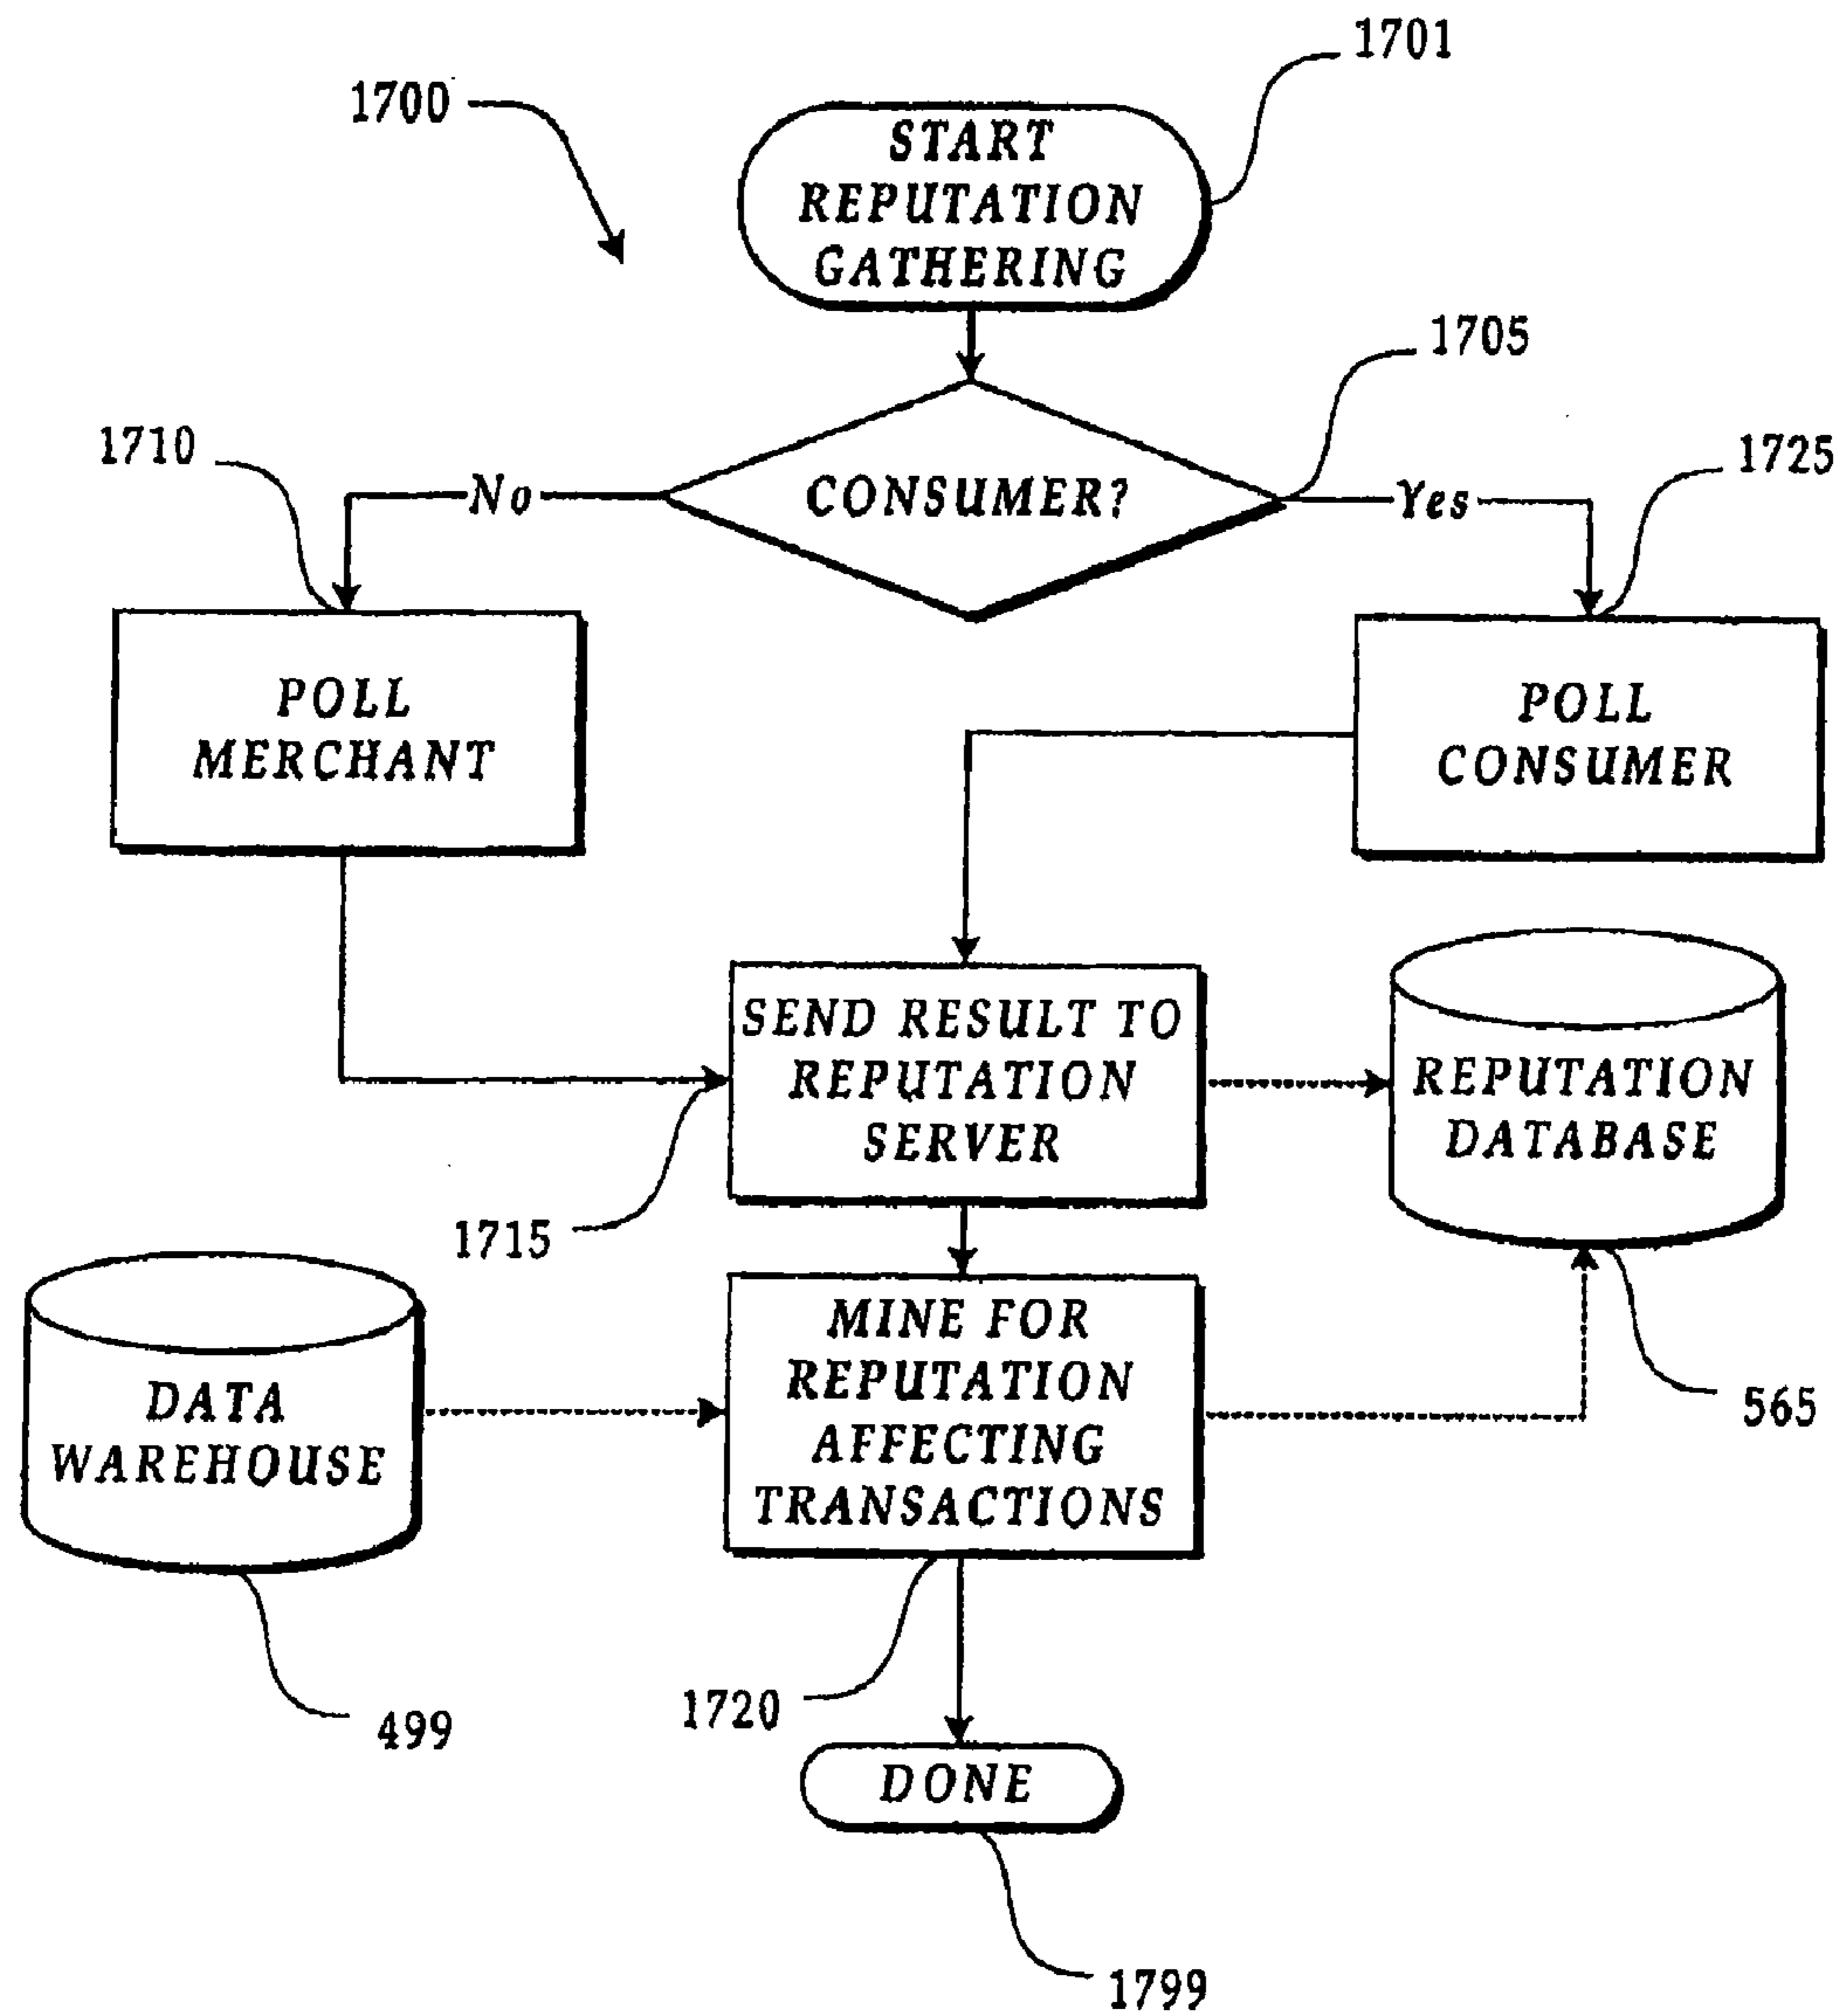 1701
1700
START
REPUTATION
GATHERING
1705
1710
1725
No
CONSUMER?
Yes
POLL
MERCHANT
POLL
CONSUMER
SEND RESULT TO
REPUTATION
SERVER
REPUTATION
DATABASE
1715
MINE FOR
REPUTATION
AFFECTING
TRANSACTIONS
DATA
WAREHOUSE
565
1720
499
DONE
1799